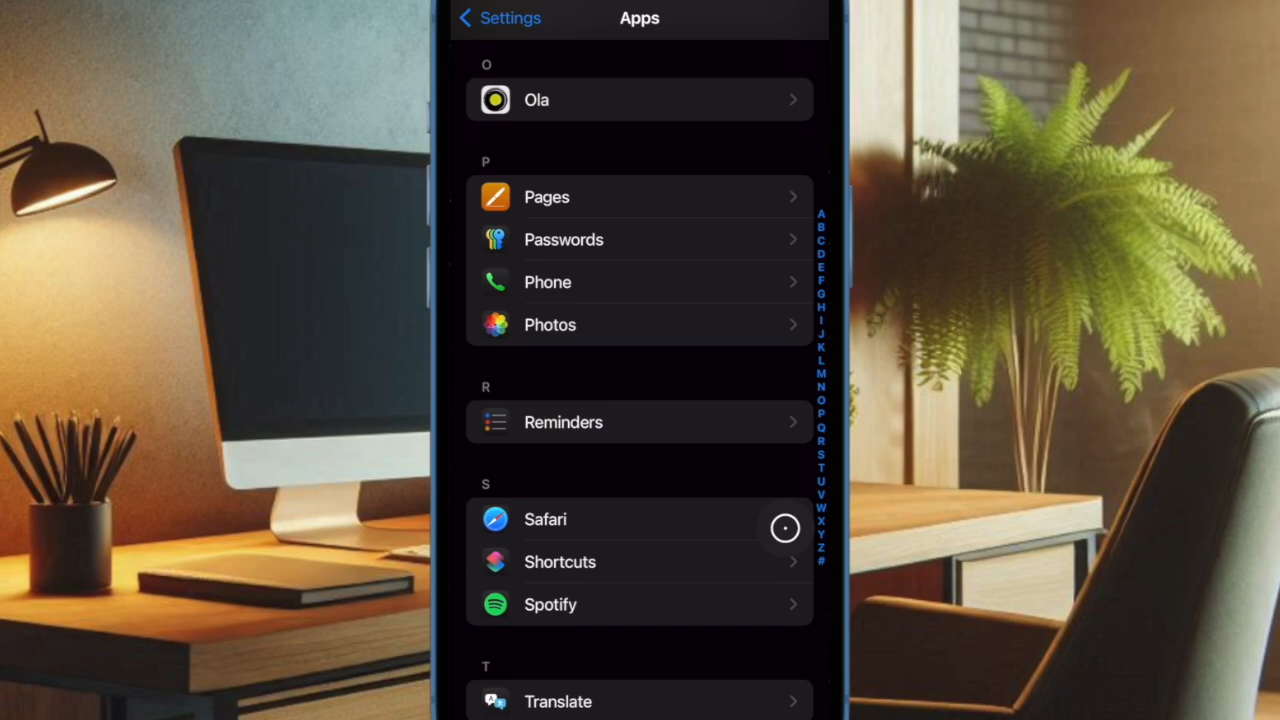 Settings
Apps
O
Ola
P
Pages
Passwords
Phone
Photos
R
Reminders
S
Safari
Shortcuts
Spotify
T
Translate
A
B
C
D
E
F
G
H
I
J
K
L
M
N
O
P
Q
R
S
T
U
V
W
X
Y
Z
#